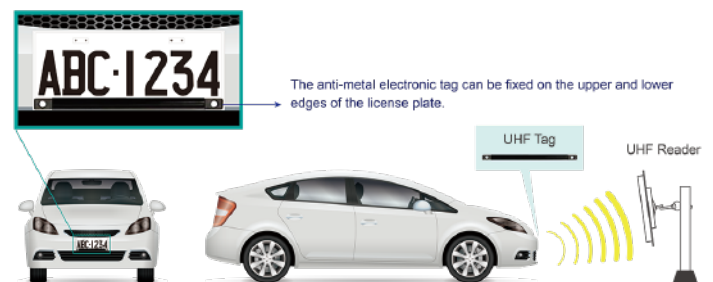 ABC·1234
The anti-metal electronic tag can be fixed on the upper and lower
edges of the license plate.
UHF Tag
UHF Reader
ABC·1234